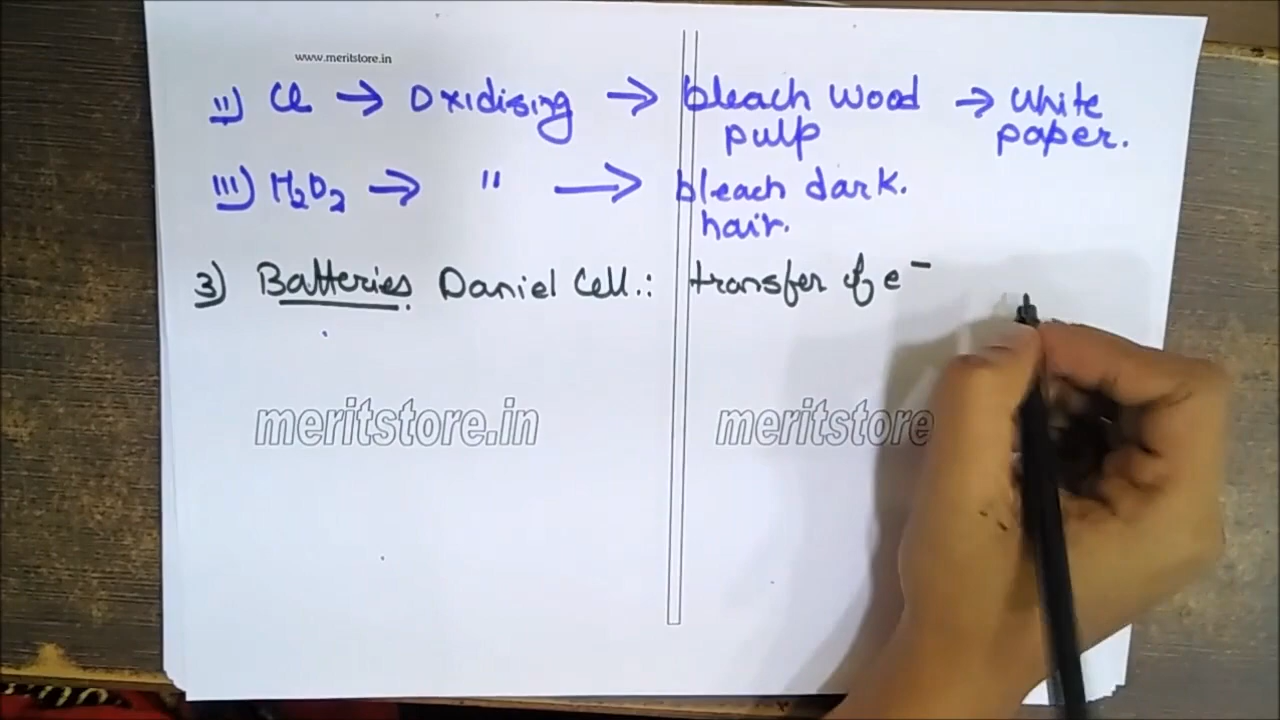 www.meritstore.in
II) Cl → Oxidising → bleach wood → White
pulp paper.
III) H₂O₂ → " → bleach dark.
hair.
3) Batteries. Daniel Cell.: transfer of e⁻
meritstore.in meritstore